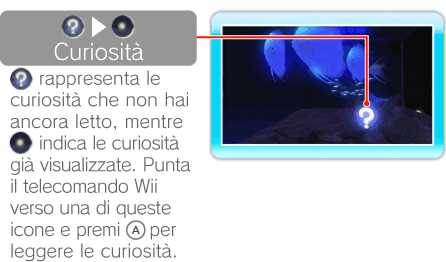 ? ▶ ●
Curiosità
? rappresenta le
curiosità che non hai
ancora letto, mentre
● indica le curiosità
già visualizzate. Punta
il telecomando Wii
verso una di queste
icone e premi Ⓐ per
leggere le curiosità.
?